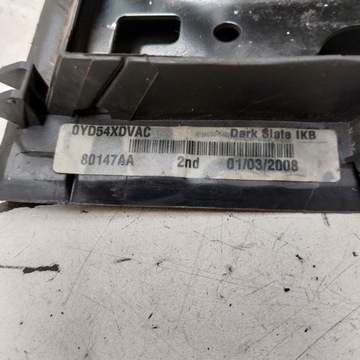 0YD54XDVAC Dark Slate IKB
80147AA 2nd 01/03/2008